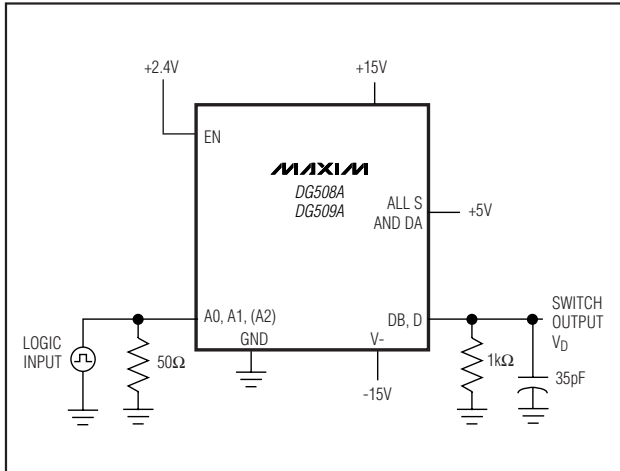 +2.4V
+15V
EN
MAXIM
DG508A
DG509A
ALL S
AND DA
+5V
A0, A1, (A2)
DB, D
SWITCH
OUTPUT
VD
LOGIC
INPUT
50Ω
GND
V-
1kΩ
35pF
-15V